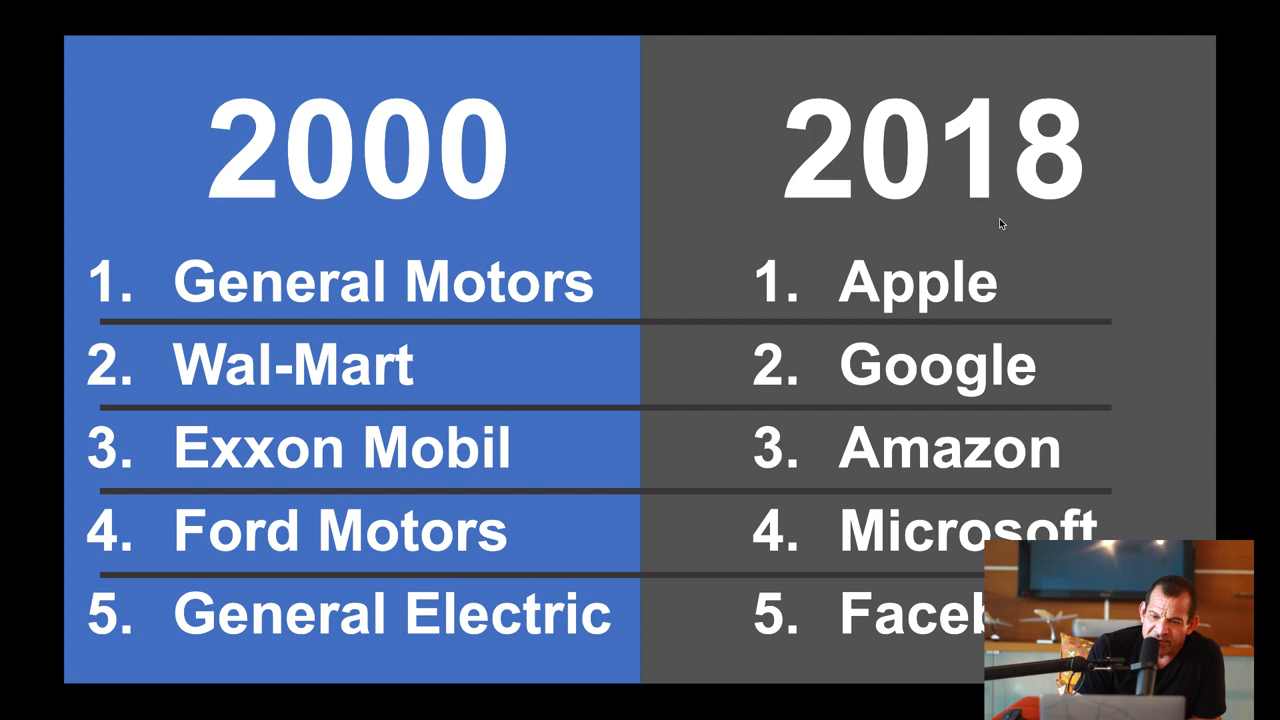 2000
1. General Motors
2. Wal-Mart
3. Exxon Mobil
4. Ford Motors
5. General Electric
2018
1. Apple
2. Google
3. Amazon
4. Microsoft
5.